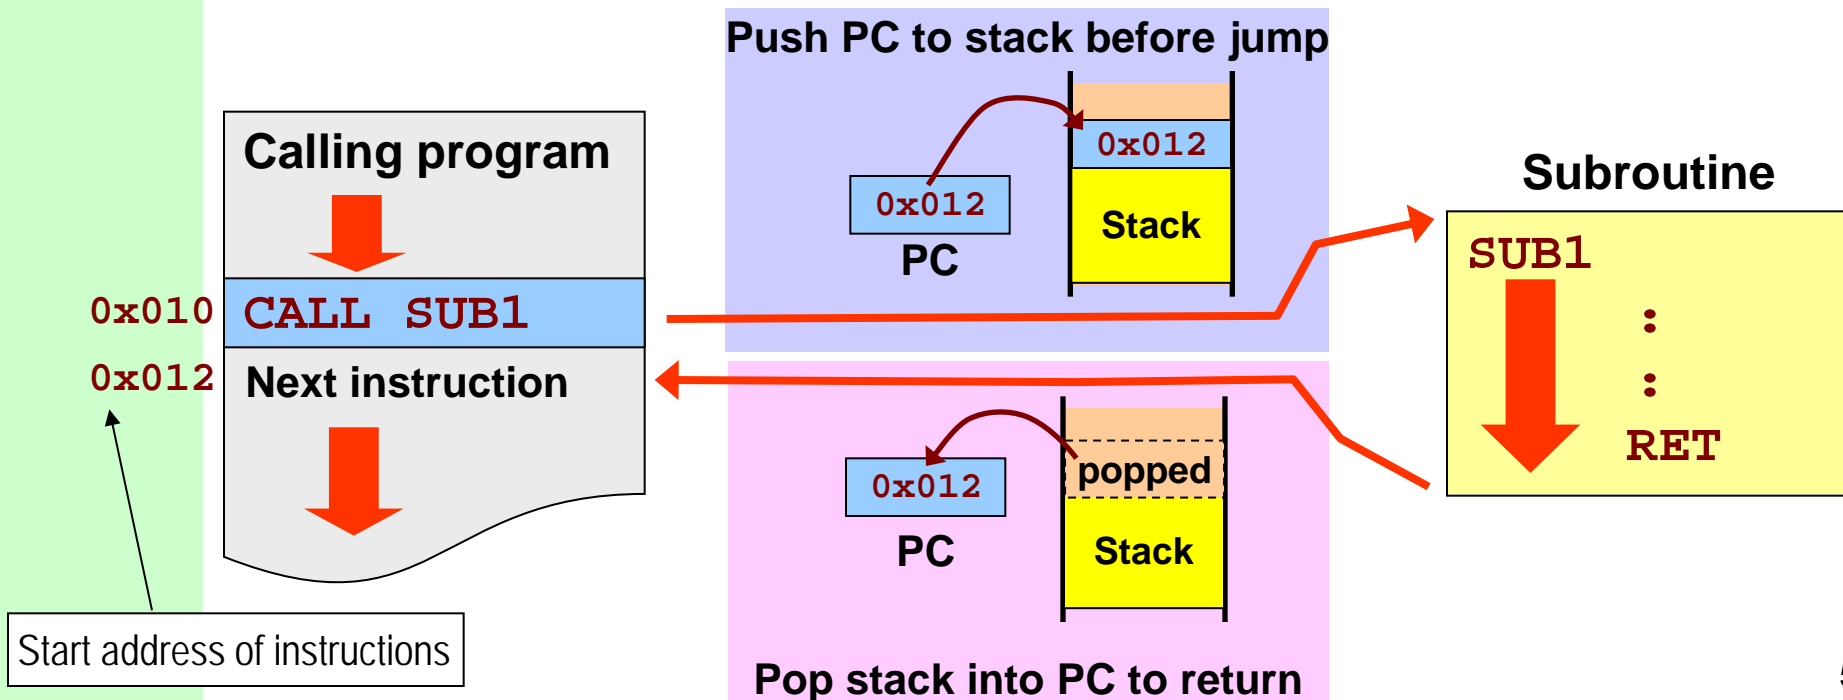 Push PC to stack before jump
Calling program
0x012
0x012
PC
Stack
Subroutine
SUB1
:
:
RET
0x010
CALL SUB1
0x012
Next instruction
popped
0x012
PC
Stack
Start address of instructions
Pop stack into PC to return